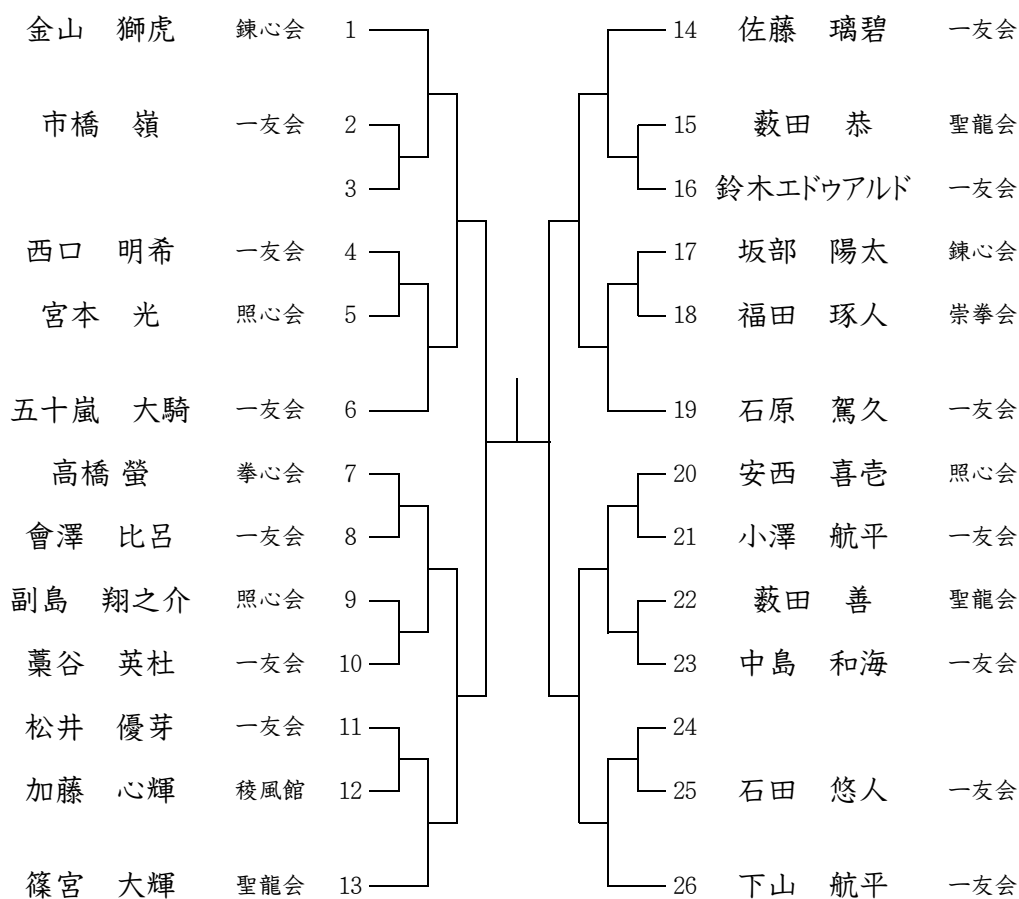 金山　獅虎 錬心会 1
市橋　嶺 一友会 2
3
西口　明希 一友会 4
宮本　光 照心会 5
五十嵐　大騎 一友会 6
高橋 螢 拳心会 7
會澤　比呂 一友会 8
副島　翔之介 照心会 9
藁谷　英杜 一友会 10
松井　優芽 一友会 11
加藤　心輝 稜風館 12
篠宮　大輝 聖龍会 13
14 佐藤　璃碧 一友会
15 薮田　恭 聖龍会
16 鈴木エドゥアルド 一友会
17 坂部　陽太 錬心会
18 福田　琢人 崇拳会
19 石原　駕久 一友会
20 安西　喜壱 照心会
21 小澤　航平 一友会
22 薮田　善 聖龍会
23 中島　和海 一友会
24
25 石田　悠人 一友会
26 下山　航平 一友会